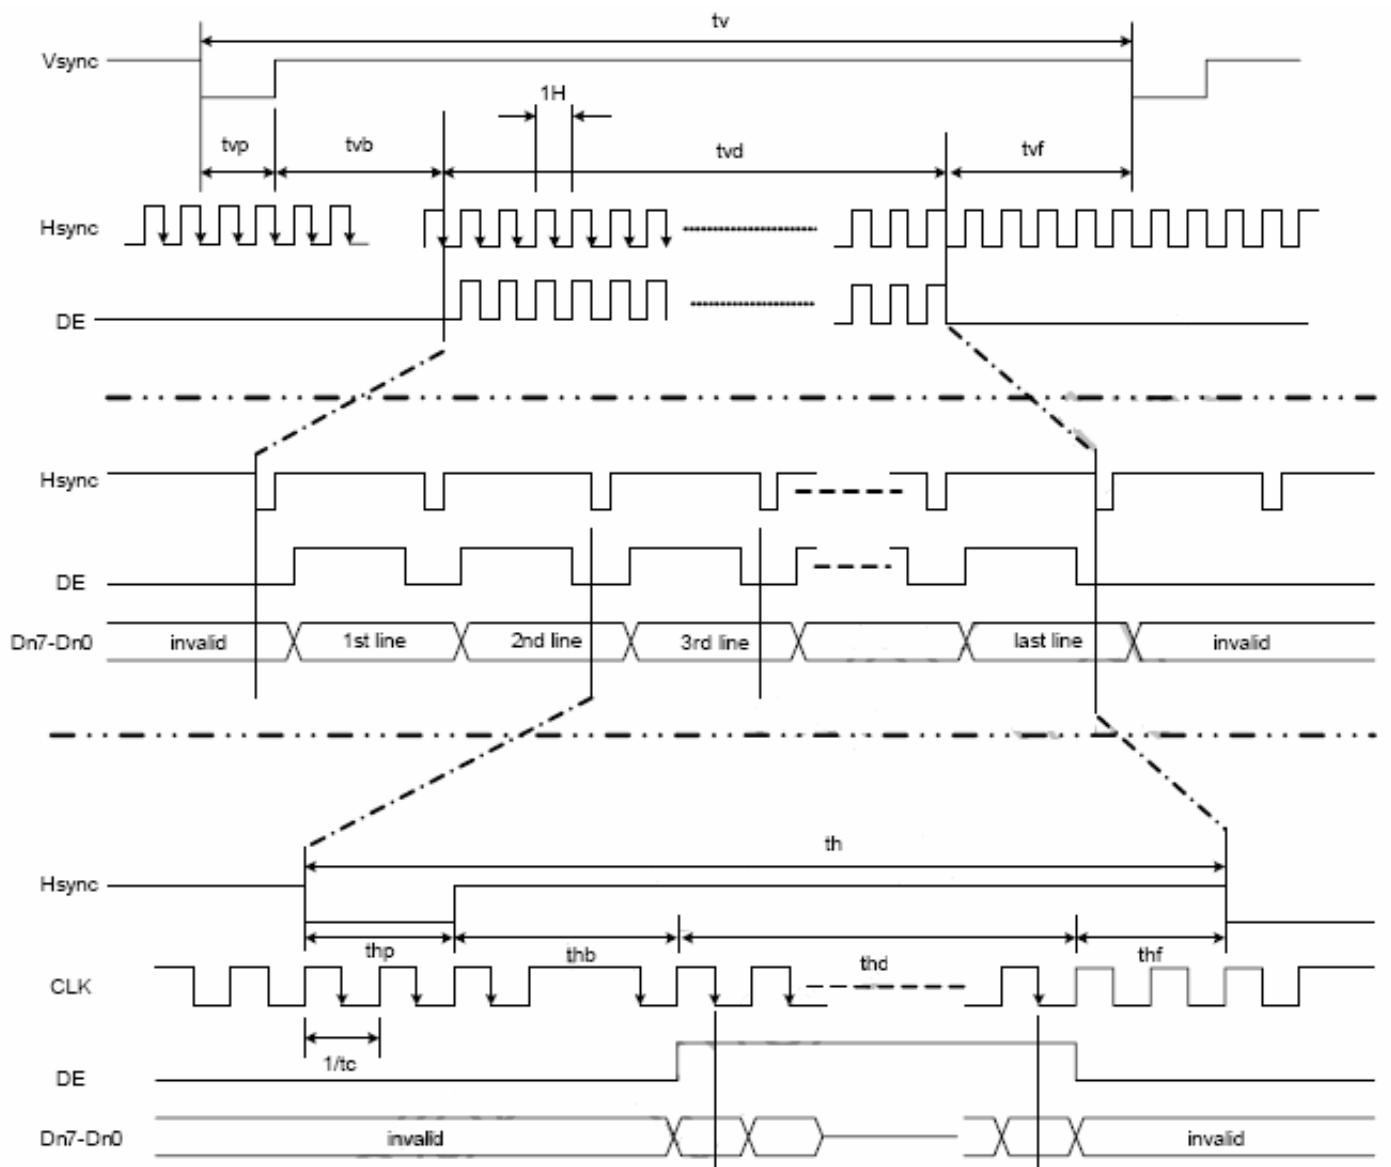 tv
Vsync
1H
tvp
tvb
tvd
tvf
Hsync
DE
Hsync
DE
Dn7-Dn0 invalid 1st line 2nd line 3rd line last line invalid
th
Hsync
thp thb thd thf
CLK
1/tc
DE
Dn7-Dn0 invalid invalid